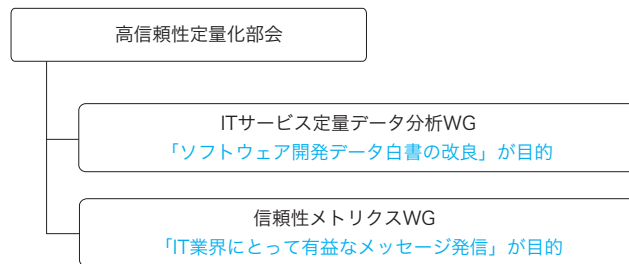 高信頼性定量化部会
ITサービス定量データ分析WG
「ソフトウェア開発データ白書の改良」が目的
信頼性メトリクスWG
「IT業界にとって有益なメッセージ発信」が目的